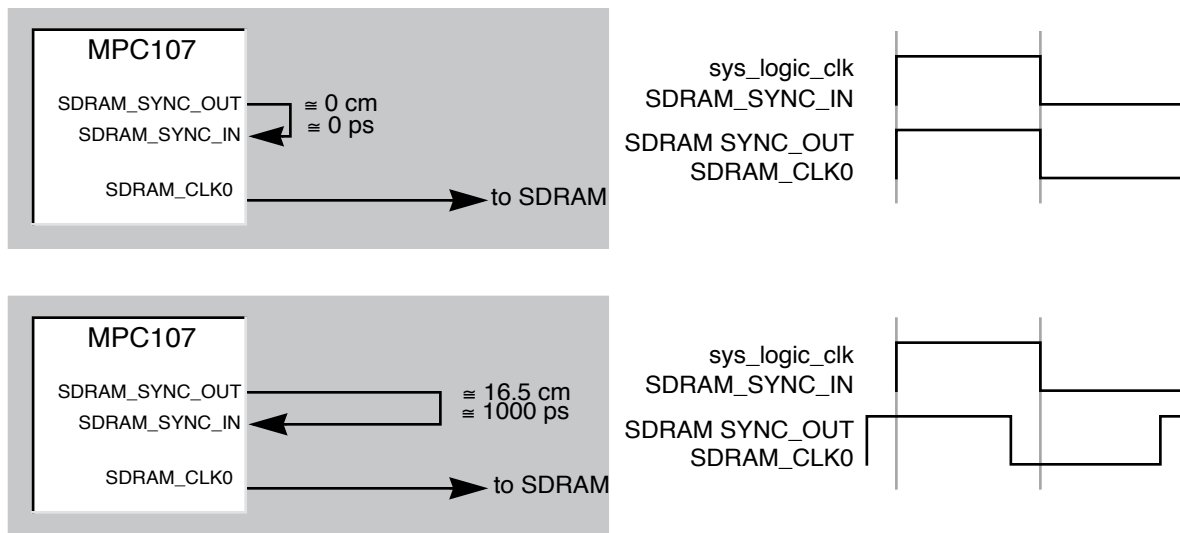 MPC107
SDRAM_SYNC_OUT
≅ 0 cm
SDRAM_SYNC_IN
≅ 0 ps
SDRAM_CLK0
to SDRAM
sys_logic_clk
SDRAM_SYNC_IN
SDRAM SYNC_OUT
SDRAM_CLK0
MPC107
SDRAM_SYNC_OUT
≅ 16.5 cm
SDRAM_SYNC_IN
≅ 1000 ps
SDRAM_CLK0
to SDRAM
sys_logic_clk
SDRAM_SYNC_IN
SDRAM SYNC_OUT
SDRAM_CLK0